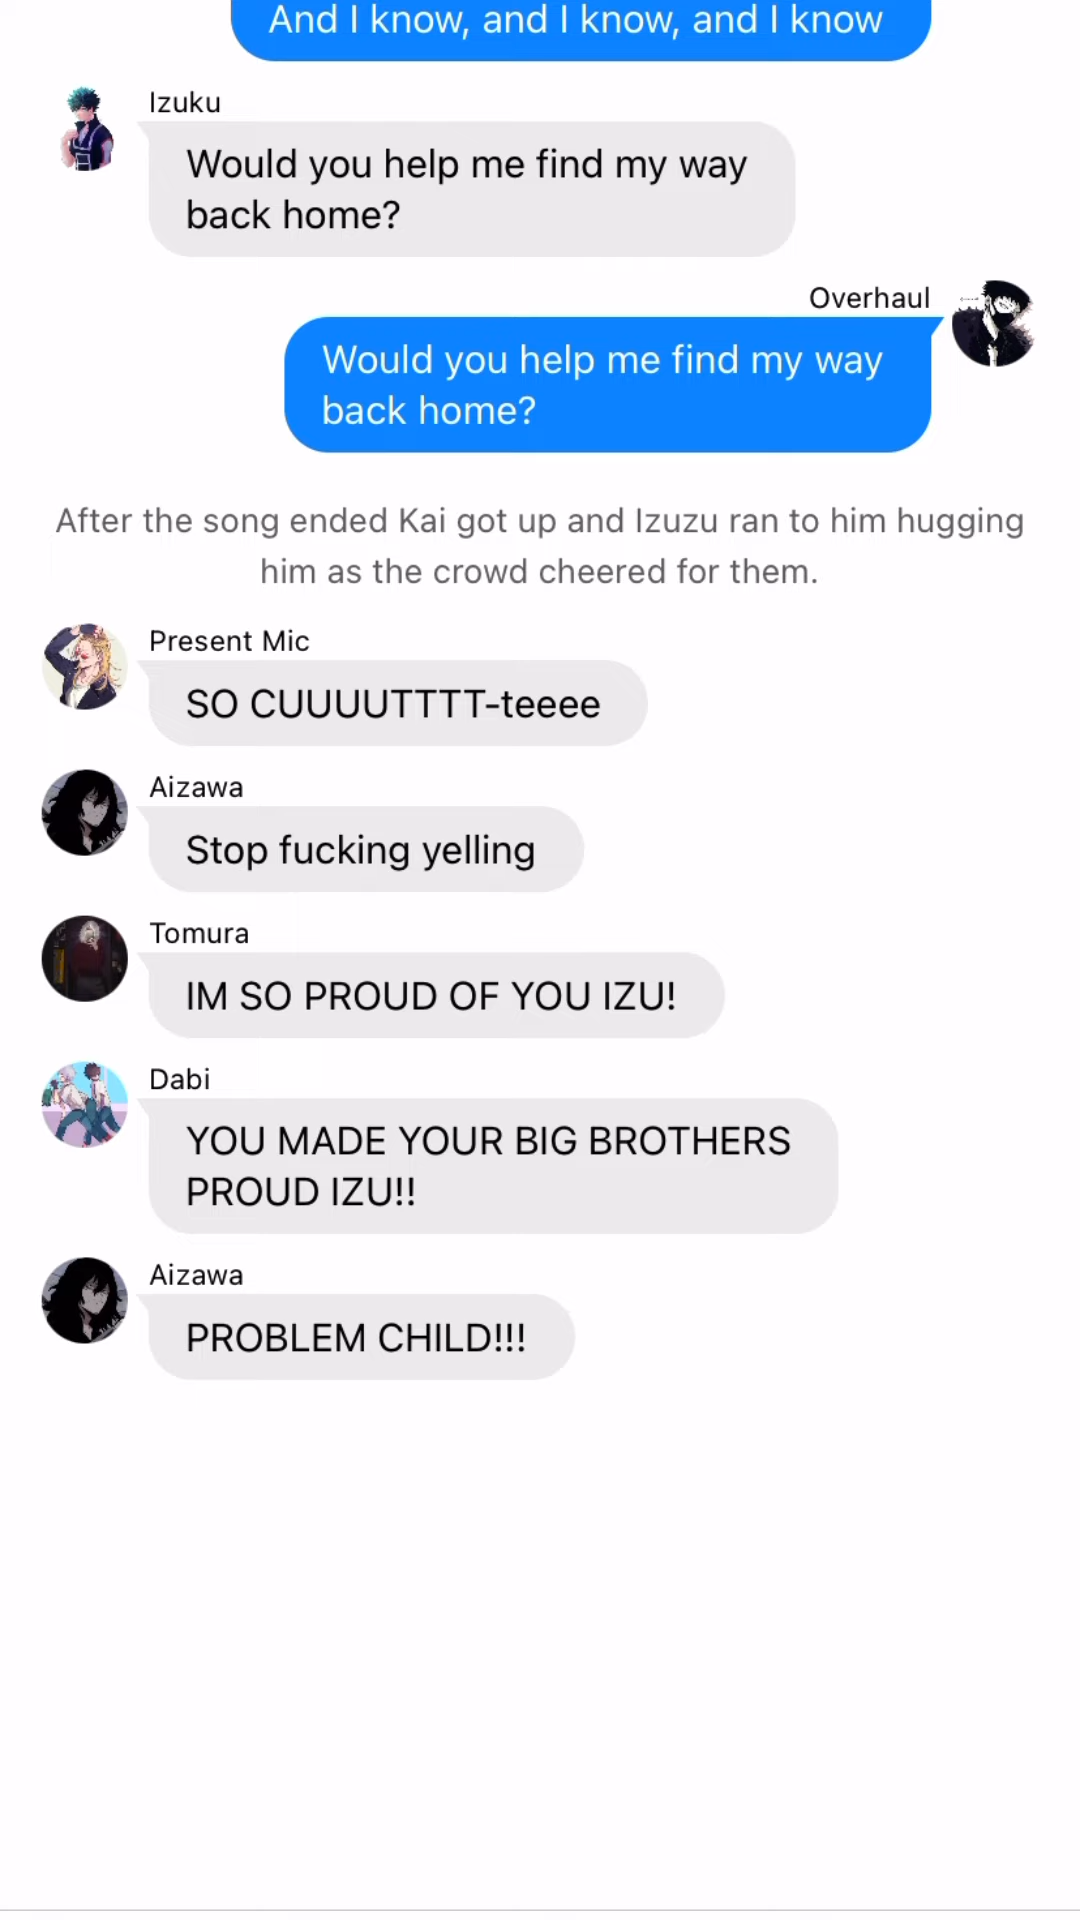 And I know, and I know, and I know
Izuku
Would you help me find my way
back home?
Overhaul
Would you help me find my way
back home?
After the song ended Kai got up and Izuzu ran to him hugging
him as the crowd cheered for them.
Present Mic
SO CUUUUTTTT-teeee
Aizawa
Stop fucking yelling
Tomura
IM SO PROUD OF YOU IZU!
Dabi
YOU MADE YOUR BIG BROTHERS
PROUD IZU!!
Aizawa
PROBLEM CHILD!!!